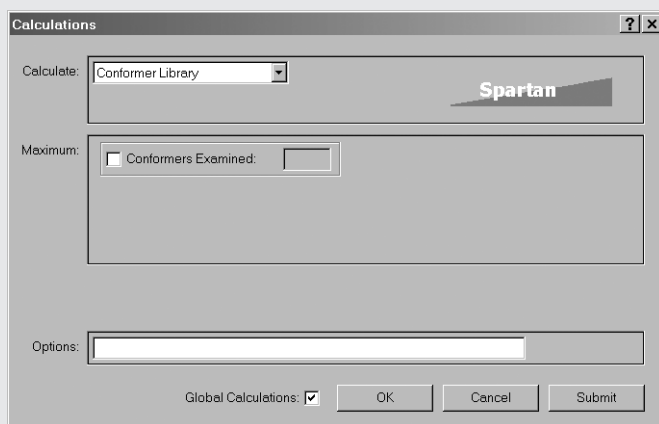 Calculations
Calculate: Conformer Library
Spartan
Maximum: Conformers Examined:
Options:
Global Calculations: OK Cancel Submit